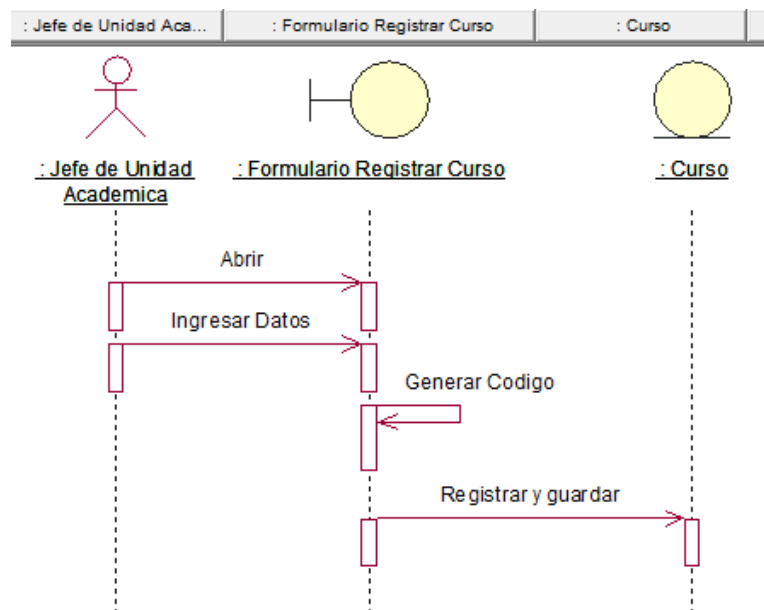 : Jefe de Unidad Aca...
: Formulario Registrar Curso
: Curso
: Jefe de Unidad
Academica
: Formulario Registrar Curso
: Curso
Abrir
Ingresar Datos
Generar Codigo
Registrar y guardar